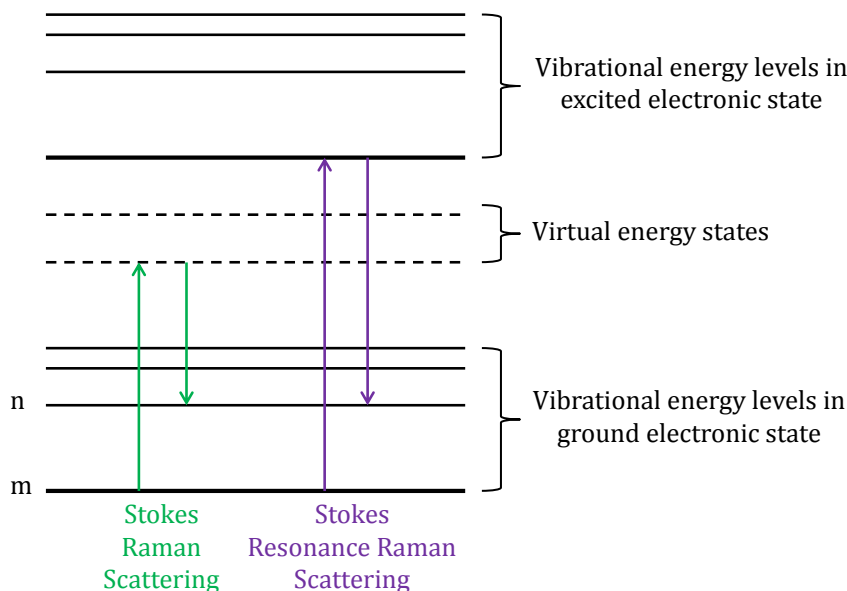 Vibrational energy levels in
excited electronic state
Virtual energy states
n
Vibrational energy levels in
ground electronic state
m
Stokes
Raman
Scattering
Stokes
Resonance Raman
Scattering